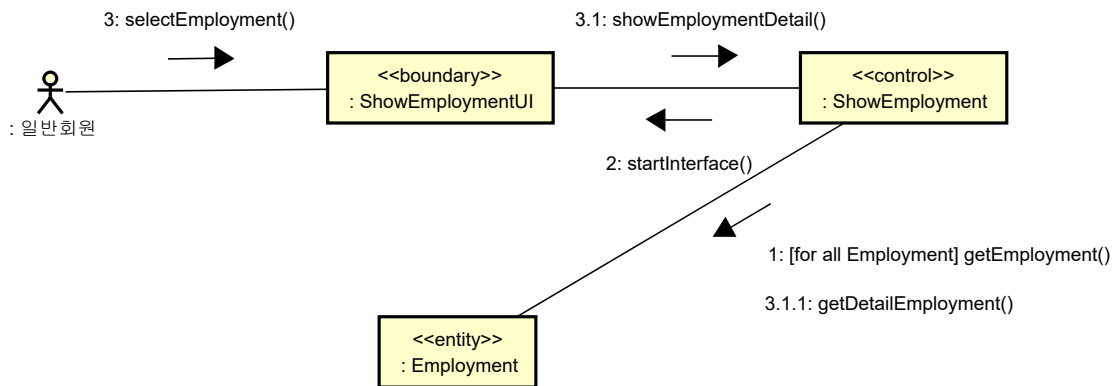 3: selectEmployment()
3.1: showEmploymentDetail()
<<boundary>>
: ShowEmploymentUI
<<control>>
: ShowEmployment
: 일반회원
2: startInterface()
1: [for all Employment] getEmployment()
3.1.1: getDetailEmployment()
<<entity>>
: Employment